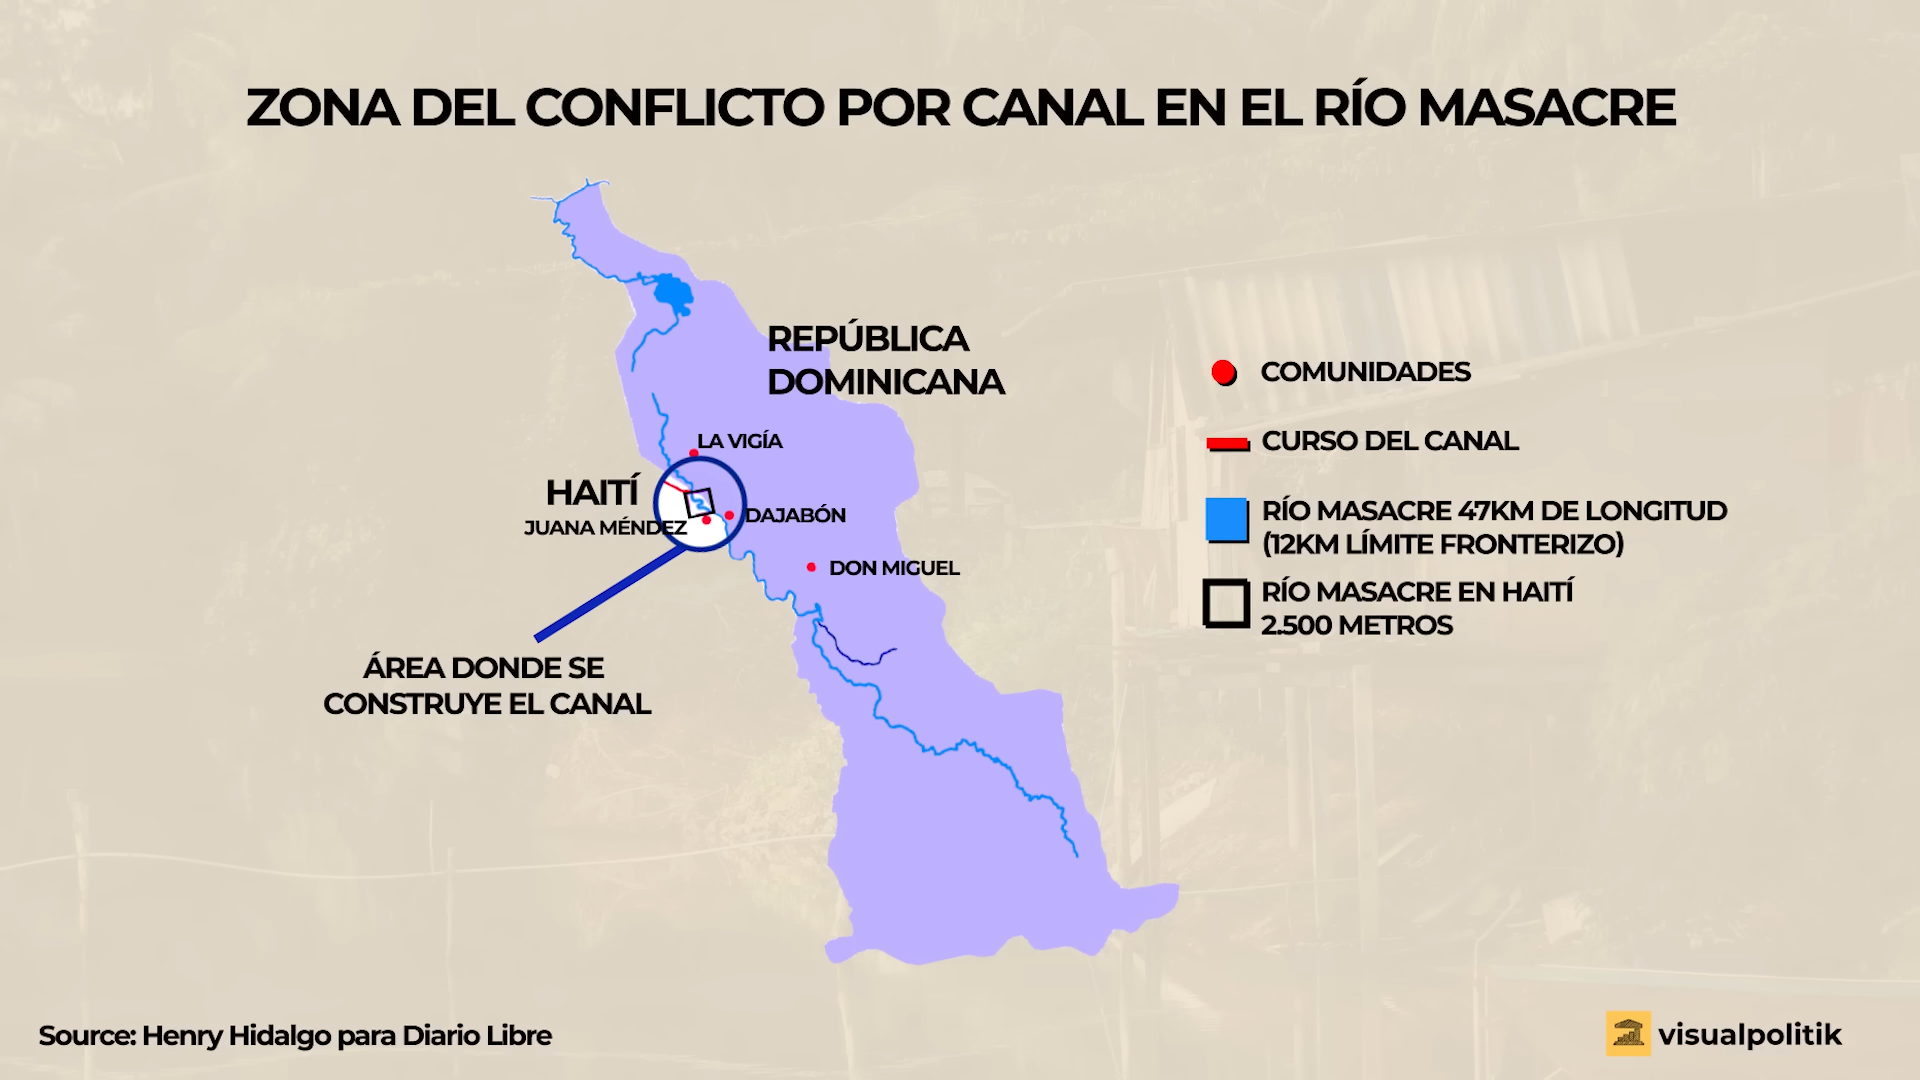 ZONA DEL CONFLICTO POR CANAL EN EL RÍO MASACRE
REPÚBLICA
DOMINICANA
LA VIGÍA
HAITÍ
JUANA MÉNDEZ
DAJABÓN
DON MIGUEL
ÁREA DONDE SE
CONSTRUYE EL CANAL
COMUNIDADES
CURSO DEL CANAL
RÍO MASACRE 47KM DE LONGITUD
(12KM LÍMITE FRONTERIZO)
RÍO MASACRE EN HAITÍ
2.500 METROS
Source: Henry Hidalgo para Diario Libre
visualpolitik